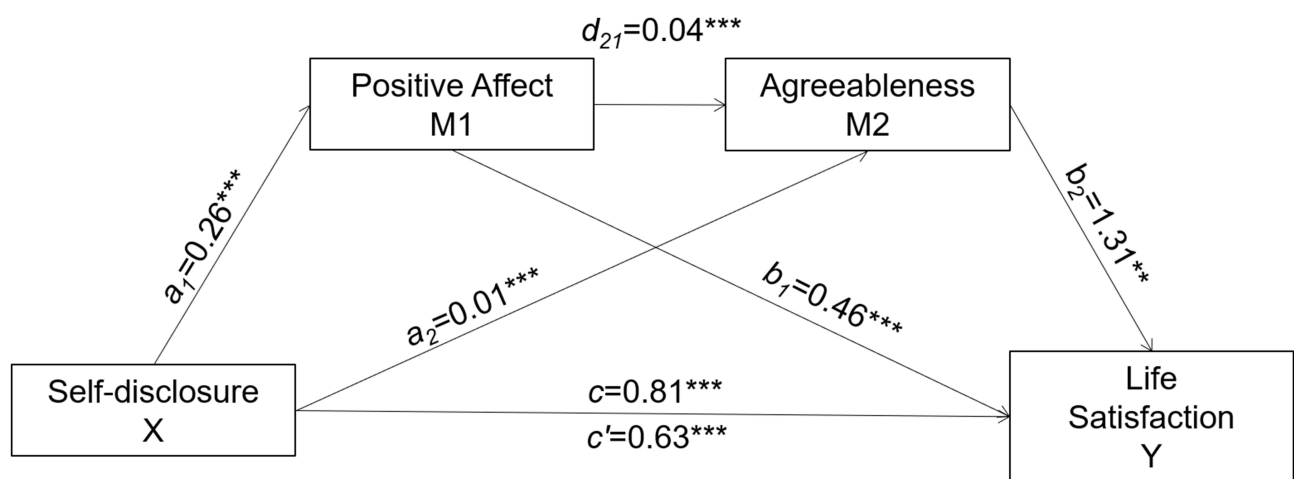 d21=0.04***
Positive Affect
M1
Agreeableness
M2
a1=0.26***
a2=0.01***
b1=0.46***
b2=1.31**
Self-disclosure
X
c=0.81***
c'=0.63***
Life
Satisfaction
Y